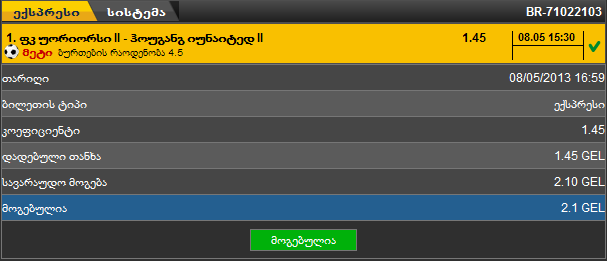 ექსპრესი სისტემა BR-71022103
1. ფკ უორიორსი II - ჰოუგანგ იუნაიტედ II 1.45 08.05 15:30
მეტი ბურთების რაოდენობა 4.5
თარიღი 08/05/2013 16:59
ბილეთის ტიპი ექსპრესი
კოეფიციენტი 1.45
დადებული თანხა 1.45 GEL
სავარაუდო მოგება 2.10 GEL
მოგებულია 2.1 GEL
მოგებულია